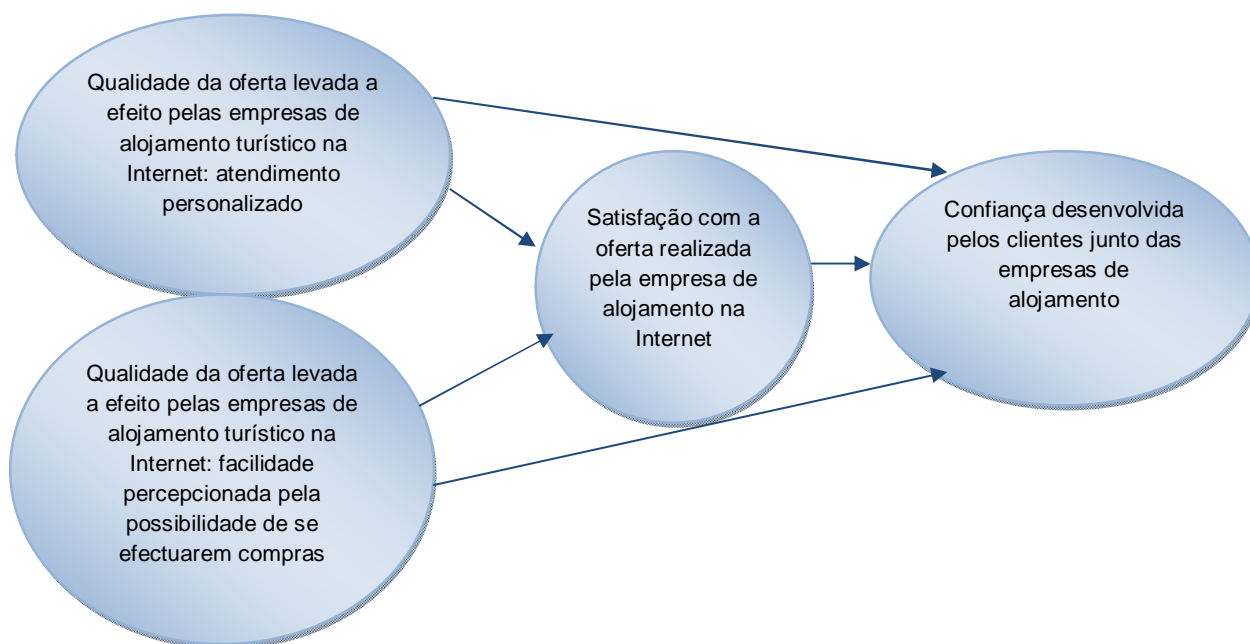 Qualidade da oferta levada a
efeito pelas empresas de
alojamento turístico na
Internet: atendimento
personalizado
Satisfação com a
oferta realizada
pela empresa de
alojamento na
Internet
Confiança desenvolvida
pelos clientes junto das
empresas de
alojamento
Qualidade da oferta levada
a efeito pelas empresas de
alojamento turístico na
Internet: facilidade
percepcionada pela
possibilidade de se
efectuarem compras